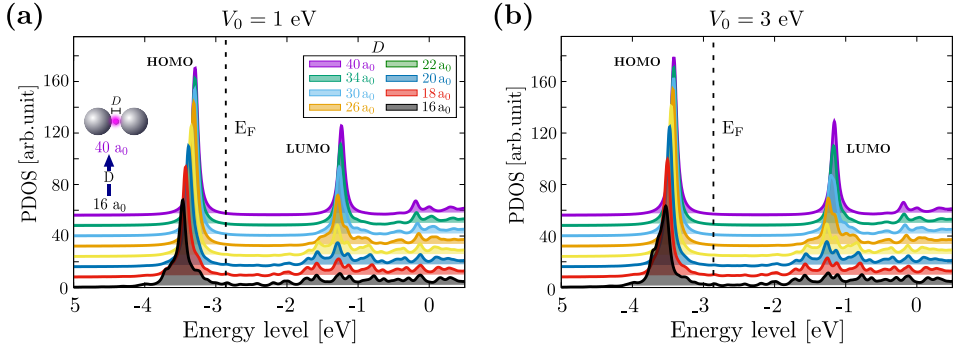 (a)
V₀ = 1 eV
PDOS [arb.unit]
160
120
80
40
0
HOMO
LUMO
E_F
D
40 a₀
34 a₀
30 a₀
26 a₀
22 a₀
20 a₀
18 a₀
16 a₀
D
40 a₀
D
16 a₀
5
-4
-3
-2
-1
0
Energy level [eV]
(b)
V₀ = 3 eV
PDOS [arb.unit]
160
80
40
0
HOMO
LUMO
E_F
5
-4
-3
-2
-1
0
Energy level [eV]